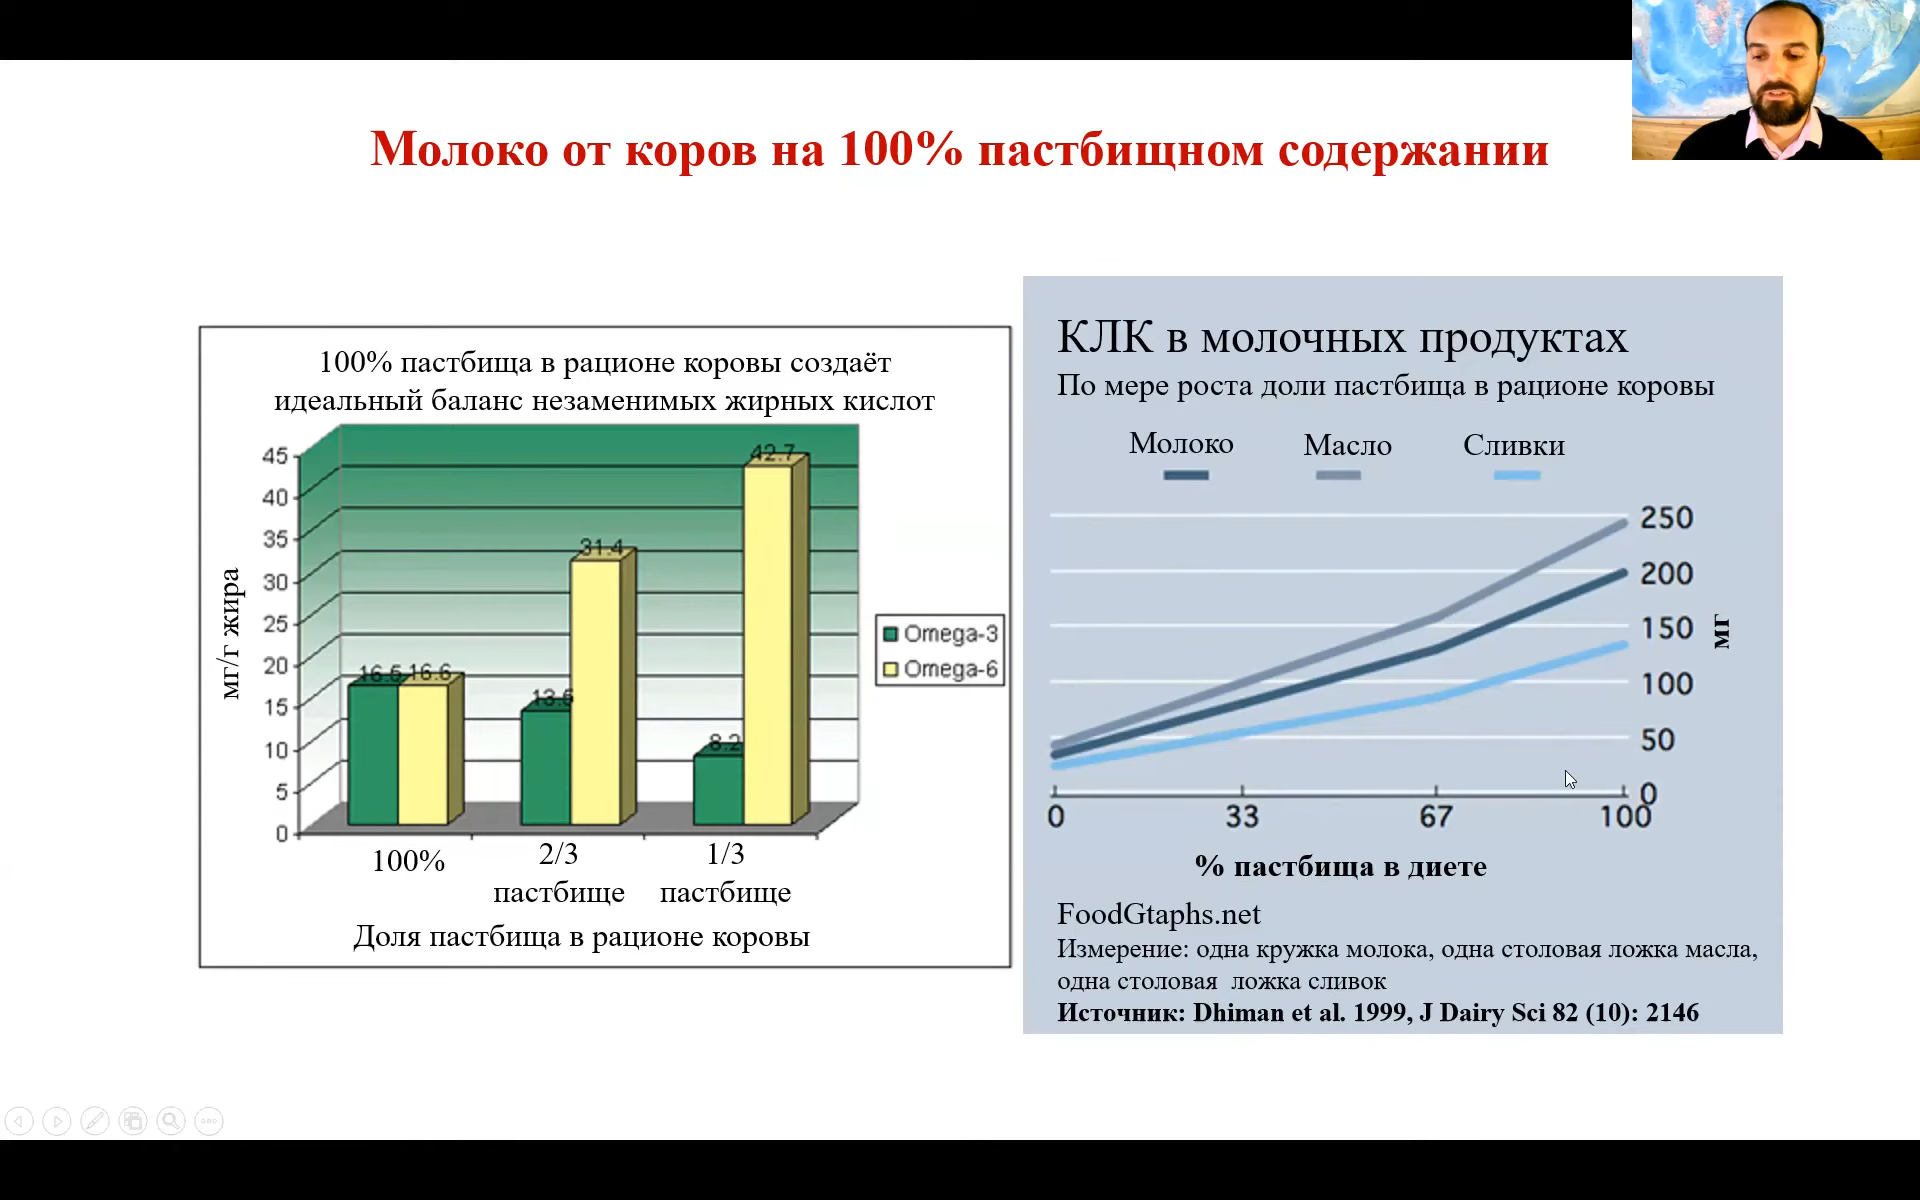 Молоко от коров на 100% пастбищном содержании
100% пастбища в рационе коровы создаёт
идеальный баланс незаменимых жирных кислот
мг/г жира
45
40
35
30
25
20
15
10
5
0
16.5 16.6
13.6 31.4
8.2 42.7
Omega-3
Omega-6
100%
2/3
пастбище
1/3
пастбище
Доля пастбища в рационе коровы
КЛК в молочных продуктах
По мере роста доли пастбища в рационе коровы
Молоко Масло Сливки
250
200
150
100
50
0
мг
0 33 67 100
% пастбища в диете
FoodGtaphs.net
Измерение: одна кружка молока, одна столовая ложка масла,
одна столовая ложка сливок
Источник: Dhiman et al. 1999, J Dairy Sci 82 (10): 2146